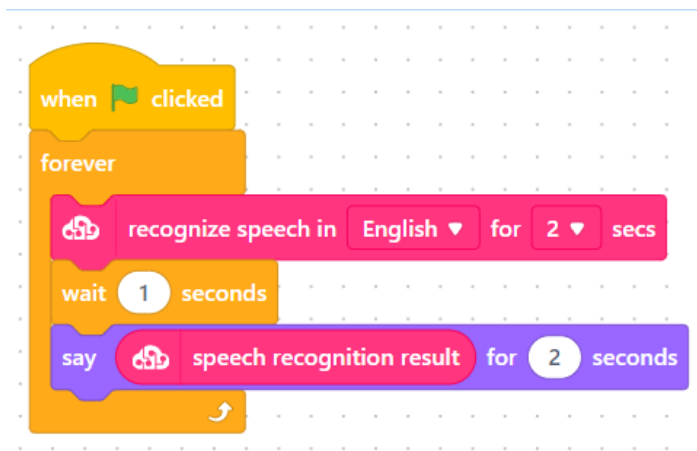 when clicked
forever
recognize speech in English for 2 secs
wait 1 seconds
say speech recognition result for 2 seconds